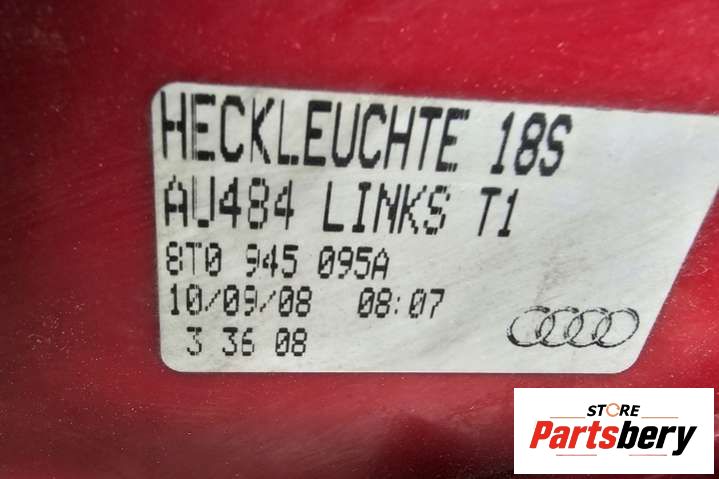 HECKLEUCHTE 18S
AU484 LINKS T1
8T0 945 095A
10/09/08 08:07
3 36 08
STORE
Partsbery